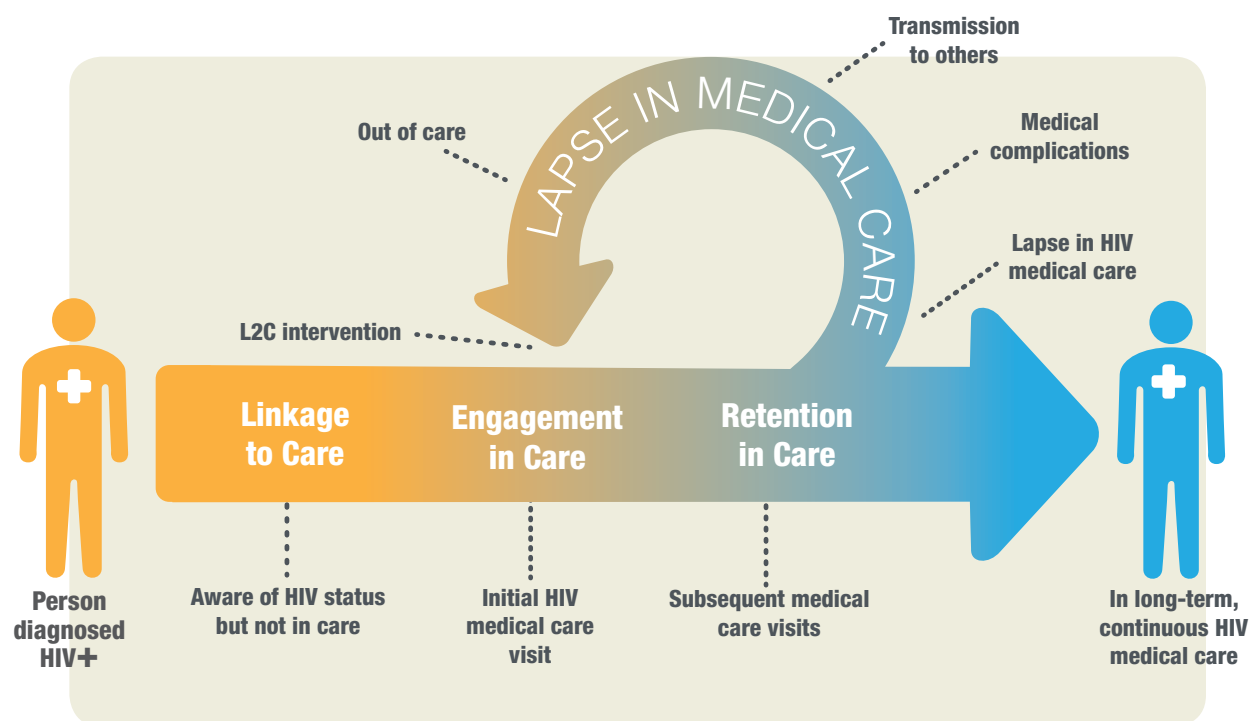 Transmission
to others
Out of care
LAPSE IN MEDICAL CARE
Medical
complications
Lapse in HIV
medical care
L2C intervention
Linkage
to Care
Engagement
in Care
Retention
in Care
Aware of HIV status
but not in care
Initial HIV
medical care
visit
Subsequent medical
care visits
Person
diagnosed
HIV+
In long-term,
continuous HIV
medical care